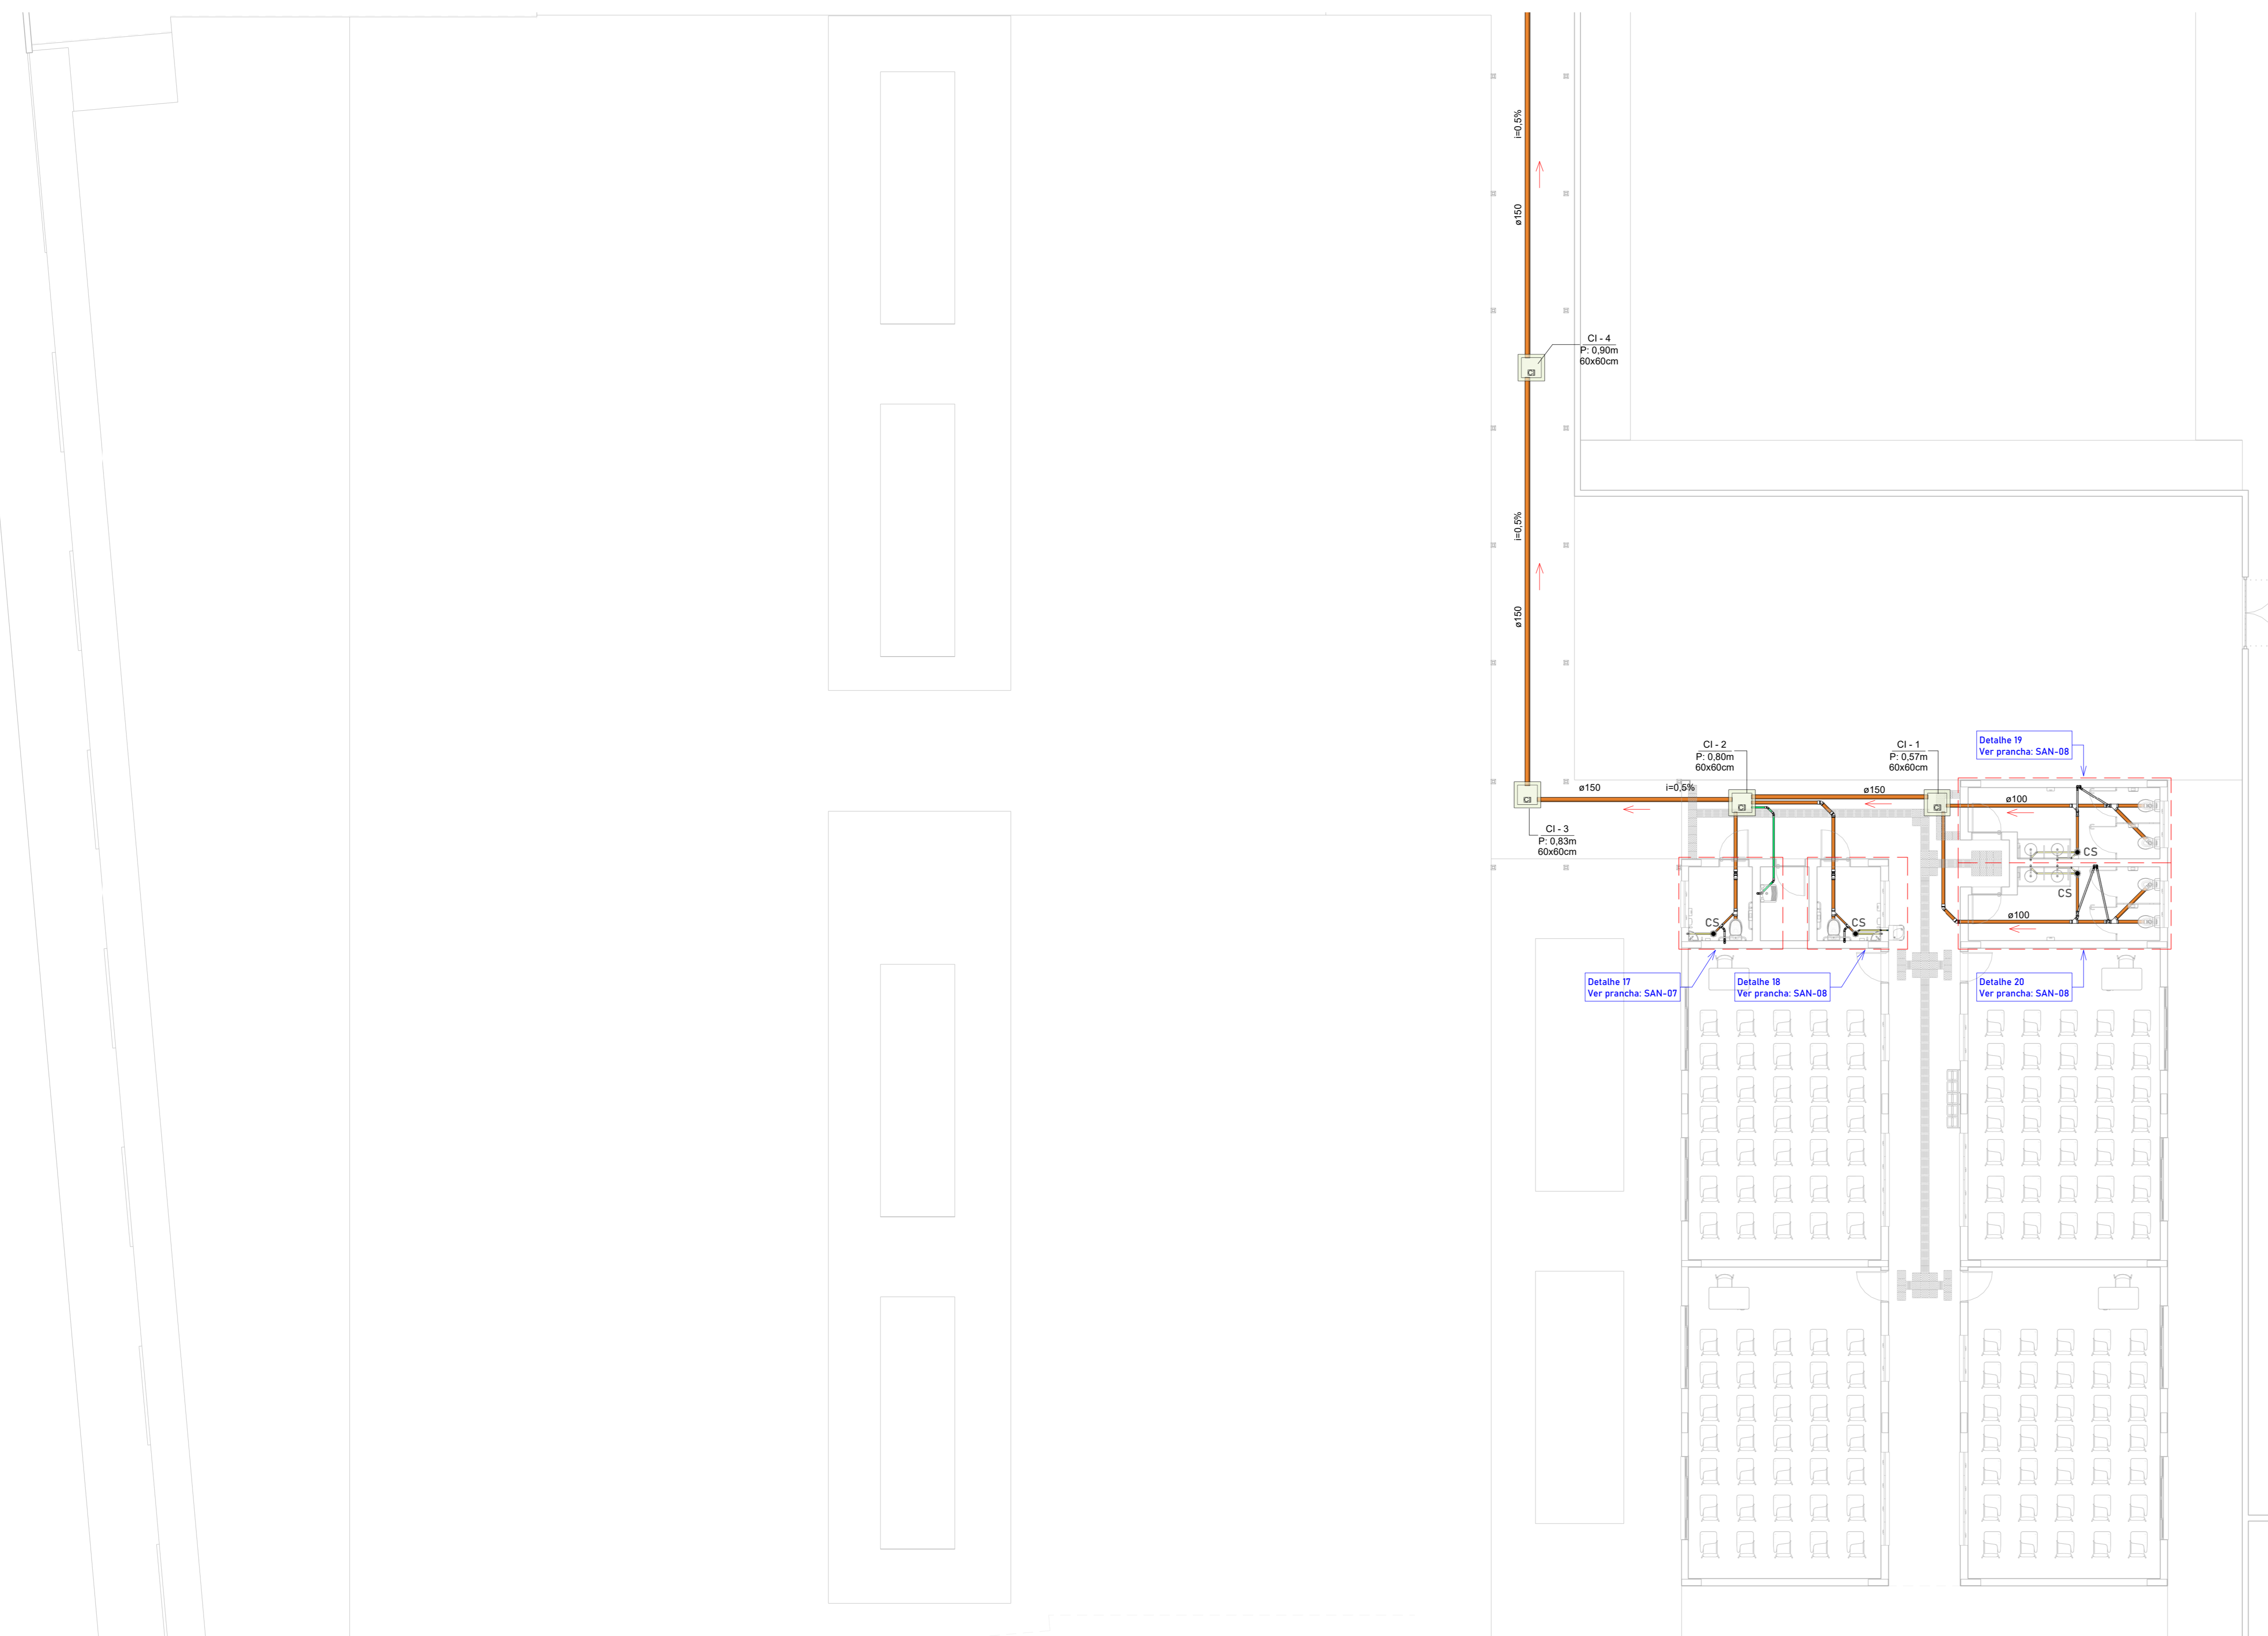 i=0,5%
ø150
CI - 4
P: 0,90m
60x60cm
CI
i=0,5%
ø150
Detalhe 19
Ver prancha: SAN-08
CI - 2
P: 0,80m
60x60cm
CI - 1
P: 0,57m
60x60cm
ø150
i=0,5%
ø150
ø100
CI
CI
CI
CI - 3
P: 0,83m
60x60cm
CS
CS
CS
CS
ø100
Detalhe 17
Ver prancha: SAN-07
Detalhe 18
Ver prancha: SAN-08
Detalhe 20
Ver prancha: SAN-08